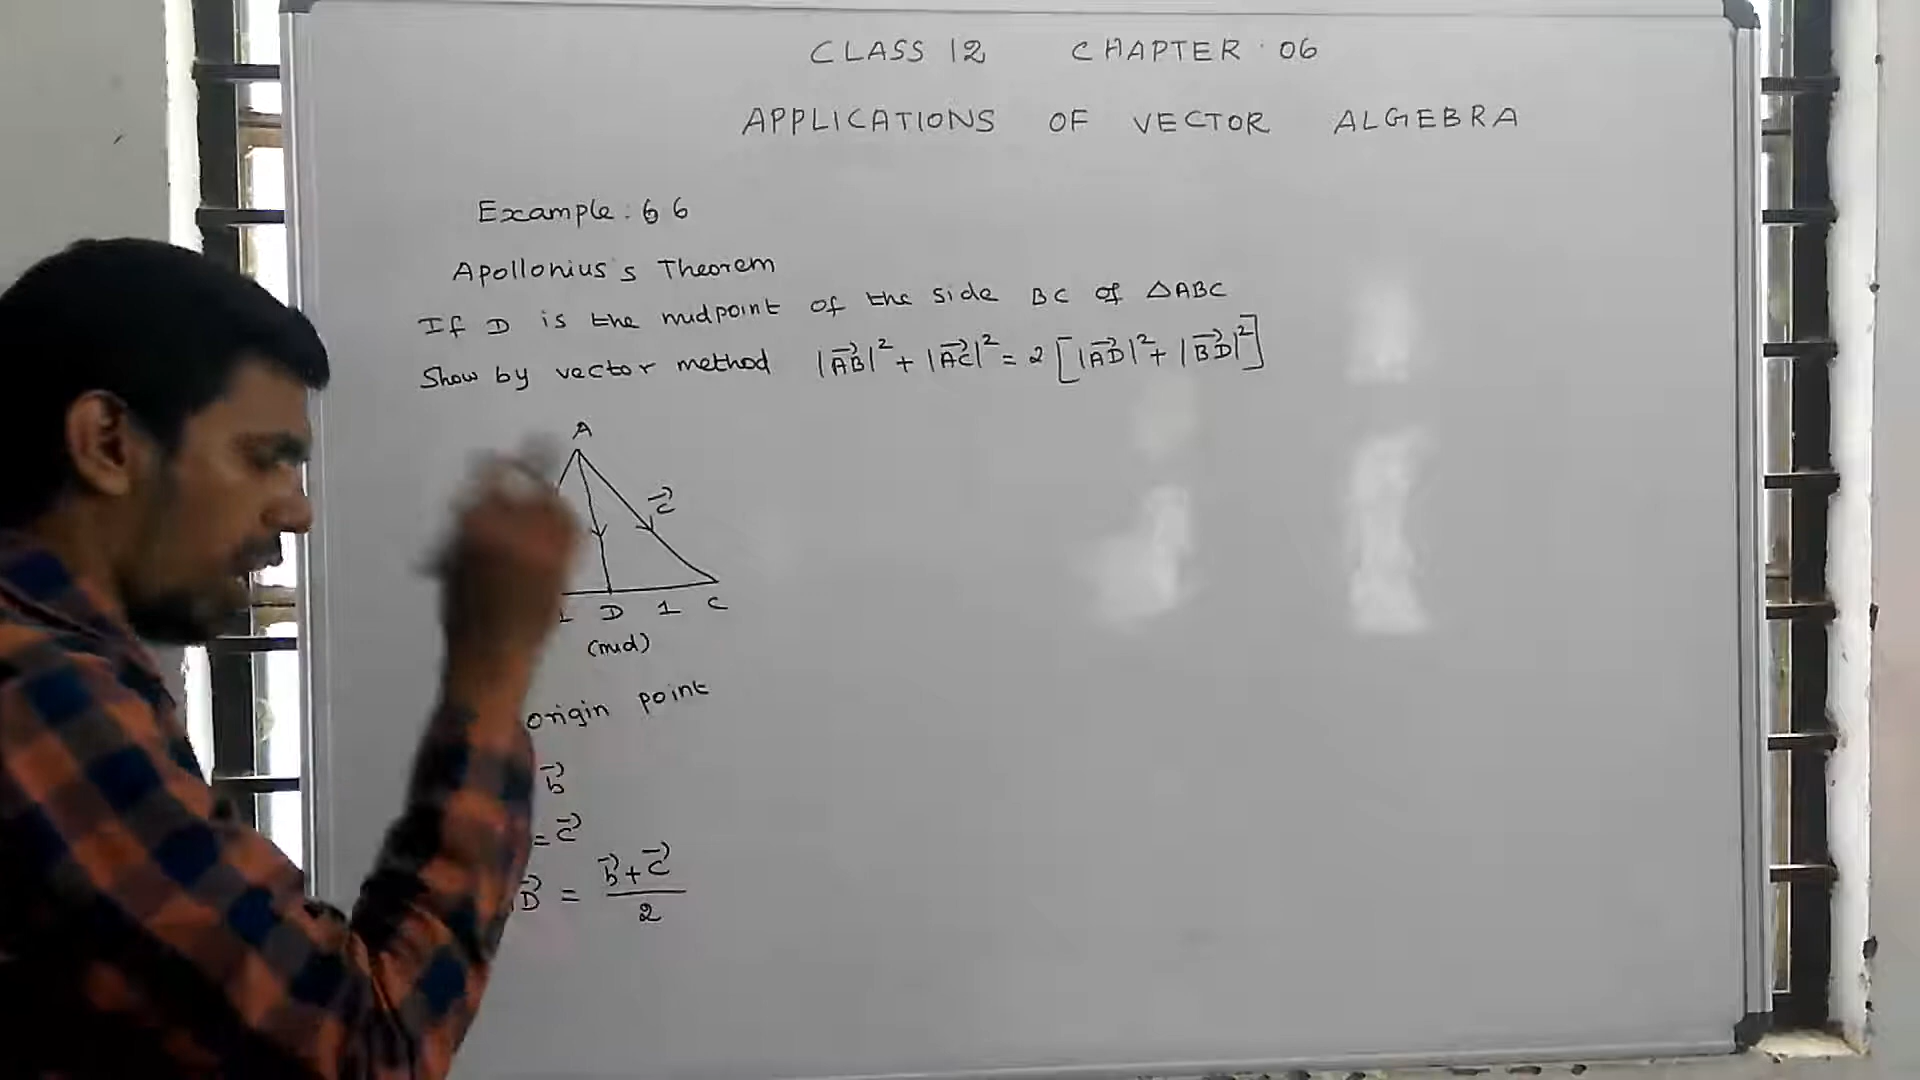 CLASS 12 CHAPTER 06
APPLICATIONS OF VECTOR ALGEBRA
Example: 6 6
Apollonius's Theorem
If D is the midpoint of the side BC of △ABC
Show by vector method |AB⃗|² + |AC⃗|² = 2 [|AD⃗|² + |BD⃗|²]
A
c⃗
1 D 1 C
(mid)
origin point
b⃗
= c⃗
D⃗ = (b⃗ + c⃗)/2